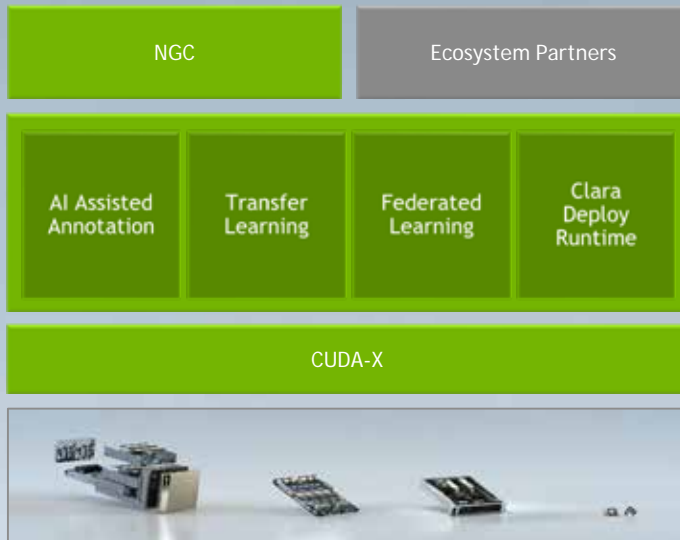 NGC
Ecosystem Partners
AI Assisted
Annotation
Transfer
Learning
Federated
Learning
Clara
Deploy
Runtime
CUDA-X